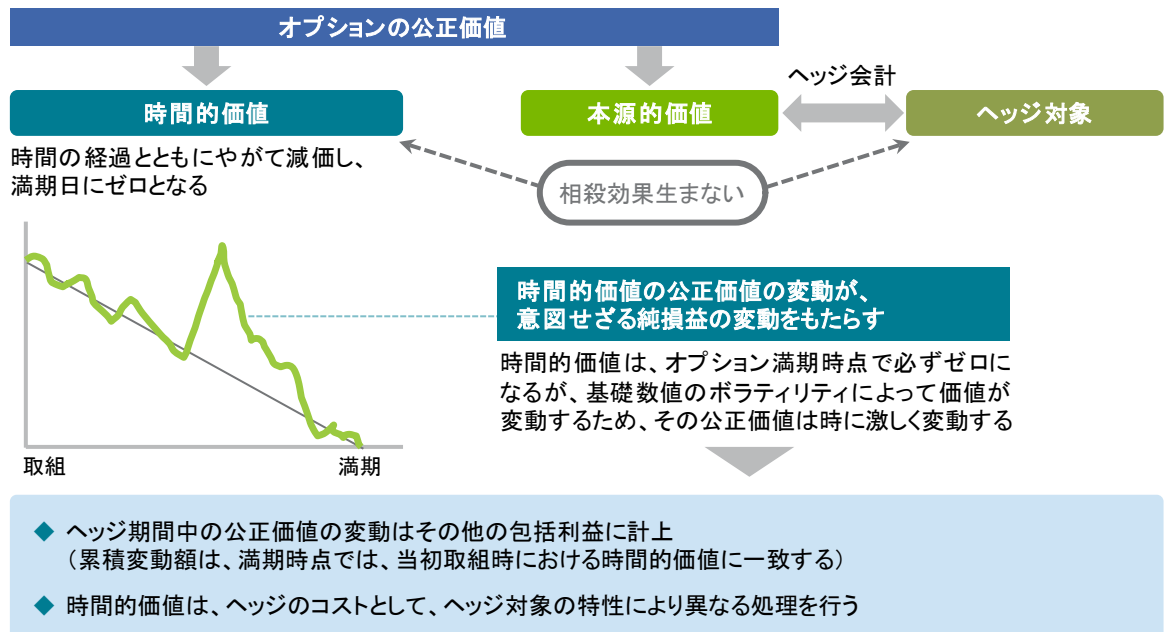 オプションの公正価値
時間的価値
本源的価値
ヘッジ会計
ヘッジ対象
時間の経過とともにやがて減価し、
満期日にゼロとなる
相殺効果生まない
時間的価値の公正価値の変動が、
意図せざる純損益の変動をもたらす
時間的価値は、オプション満期時点で必ずゼロに
なるが、基礎数値のボラティリティによって価値が
変動するため、その公正価値は時に激しく変動する
取組
満期
◆ ヘッジ期間中の公正価値の変動はその他の包括利益に計上
（累積変動額は、満期時点では、当初取組時における時間的価値に一致する）
◆ 時間的価値は、ヘッジのコストとして、ヘッジ対象の特性により異なる処理を行う